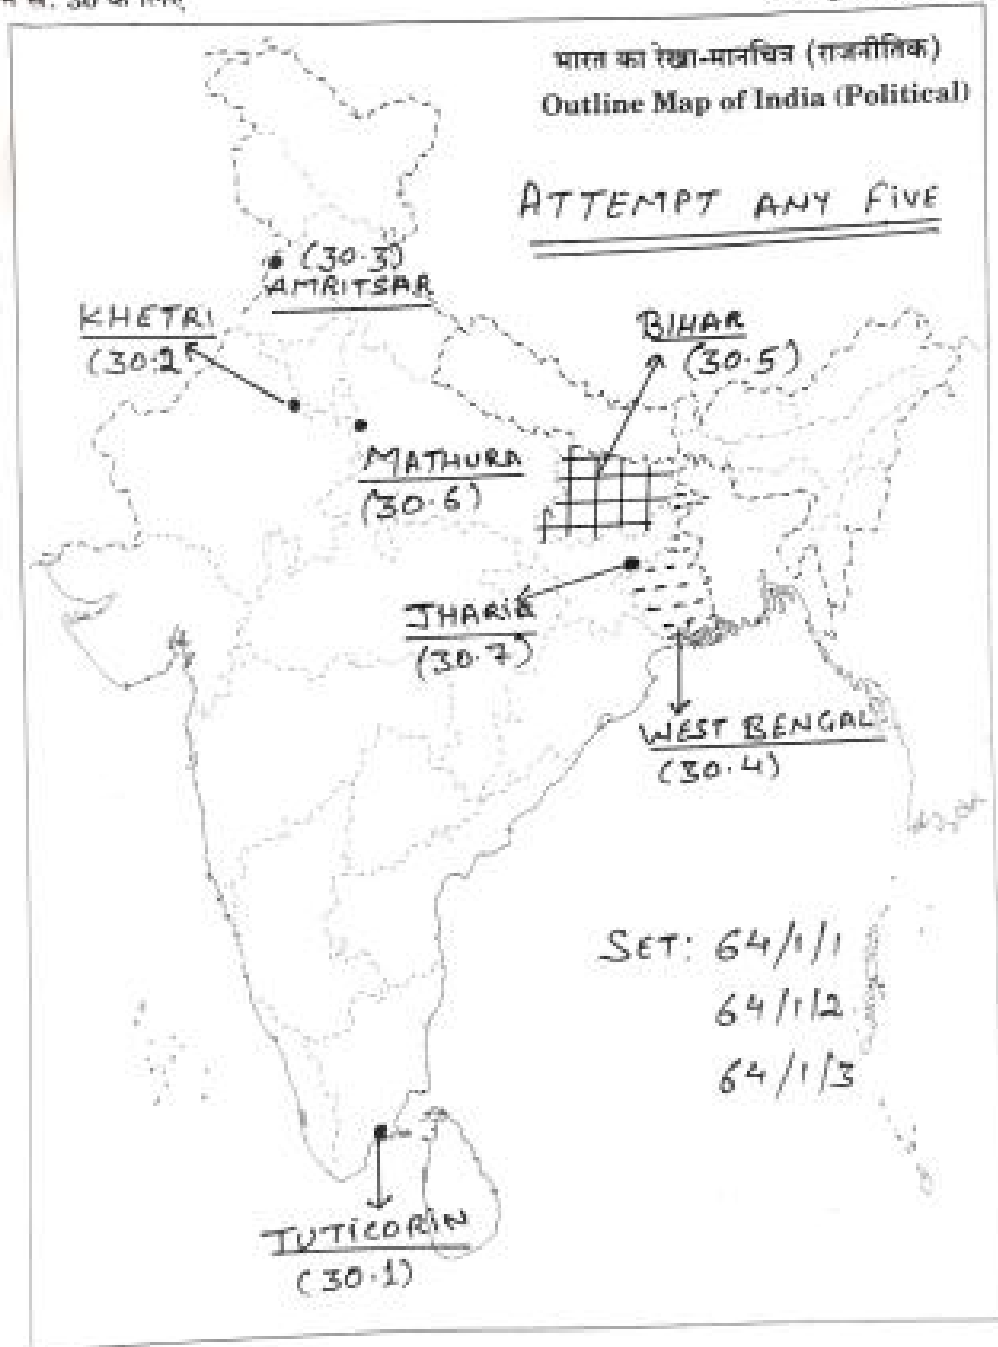 सं. 30 के लिए
भारत का रेखा-मानचित्र (राजनीतिक)
Outline Map of India (Political)
ATTEMPT ANY FIVE
(30.3)
AMRITSAR
KHETRI
(30.2
BIHAR
(30.5)
MATHURA
(30.6)
JHARIA
(30.7)
WEST BENGAL
(30.4)
SET: 64/1/1
64/1/2
64/1/3
TUTICORIN
(30.1)